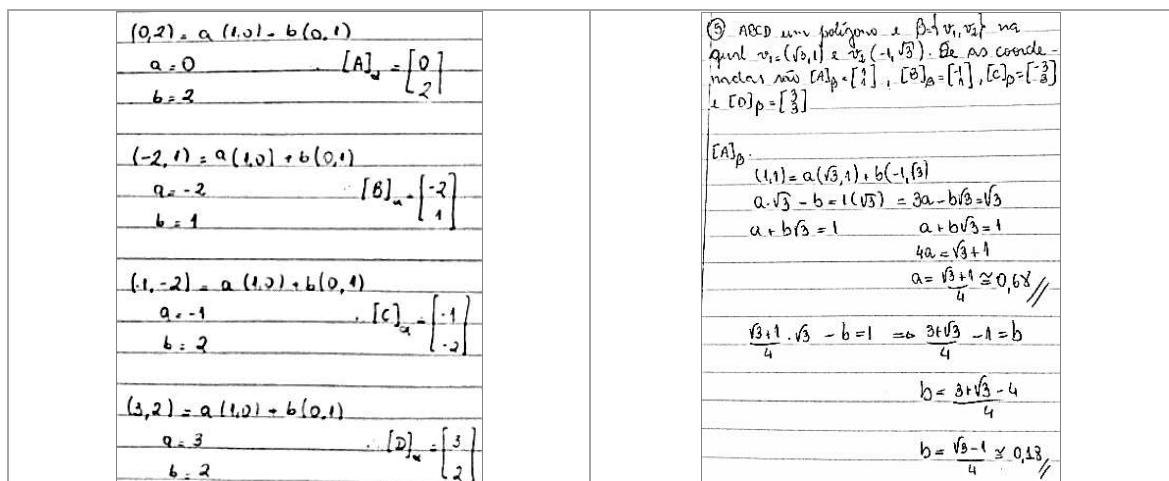 (0,2) = a (1,0) - b (0,1)
a = 0
b = 2
∴ [A]α = [0 2]
(-2,1) = a (1,0) + b (0,1)
a = -2
b = 1
∴ [B]α = [-2 1]
(-1,-2) = a (1,0) + b (0,1)
a = -1
b = 2
∴ [C]α = [-1 -2]
(3,2) = a (1,0) + b (0,1)
a = 3
b = 2
∴ [D]α = [3 2]
⑤ ABCD um polígono e β={v₁,v₂} na
qual v₁=(√3,1) e v₂(-1,√3). Se as coorde-
nadas são [A]β=[1 1], [B]β=[-1 1], [C]β=[-3 3]
e [D]β=[3 3]
[A]β.
(1,1) = a(√3,1) + b(-1,√3)
a.√3 - b = 1(√3) = 3a - b√3 = √3
a + b√3 = 1 a + b√3 = 1
4a = √3+1
a = √3+1/4 ≅ 0,68 //
√3+1/4 . √3 - b = 1 ⇒ 3+√3/4 - 1 = b
b = 3+√3-4/4
b = √3-1/4 ≅ 0,18 //